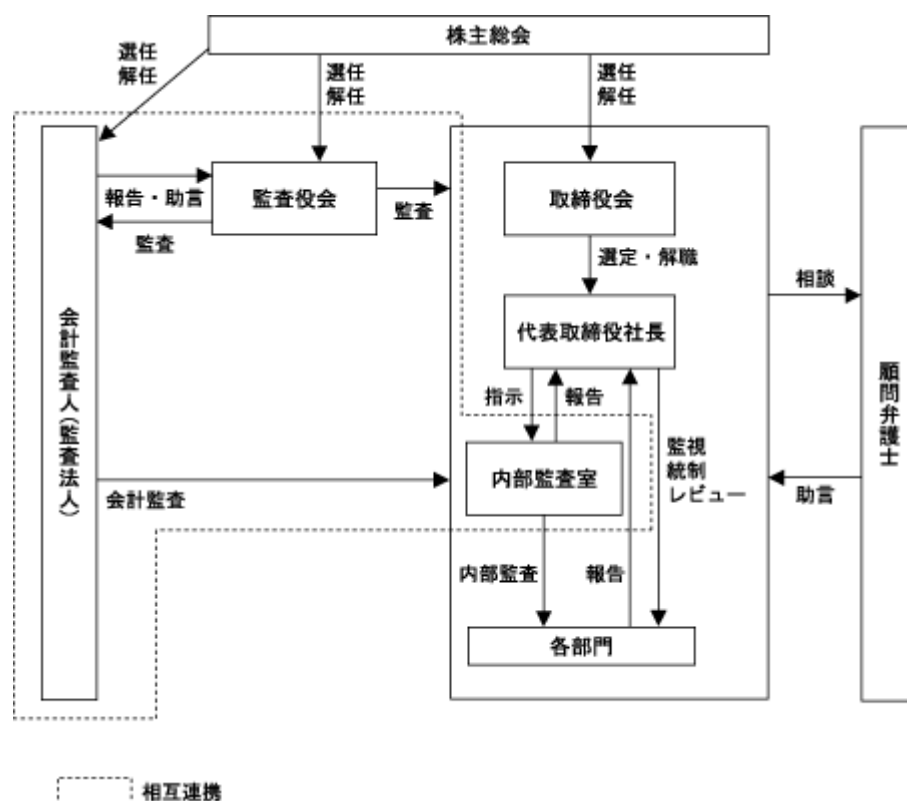 株主総会
選任
解任
選任
解任
選任
解任
監査役会
取締役会
報告・助言
監査
監査
選定・解職
相談
代表取締役社長
会計監査人(監査法人)
顧問弁護士
指示
報告
監視
統制
レビュー
内部監査室
会計監査
助言
内部監査
報告
各部門
相互連携